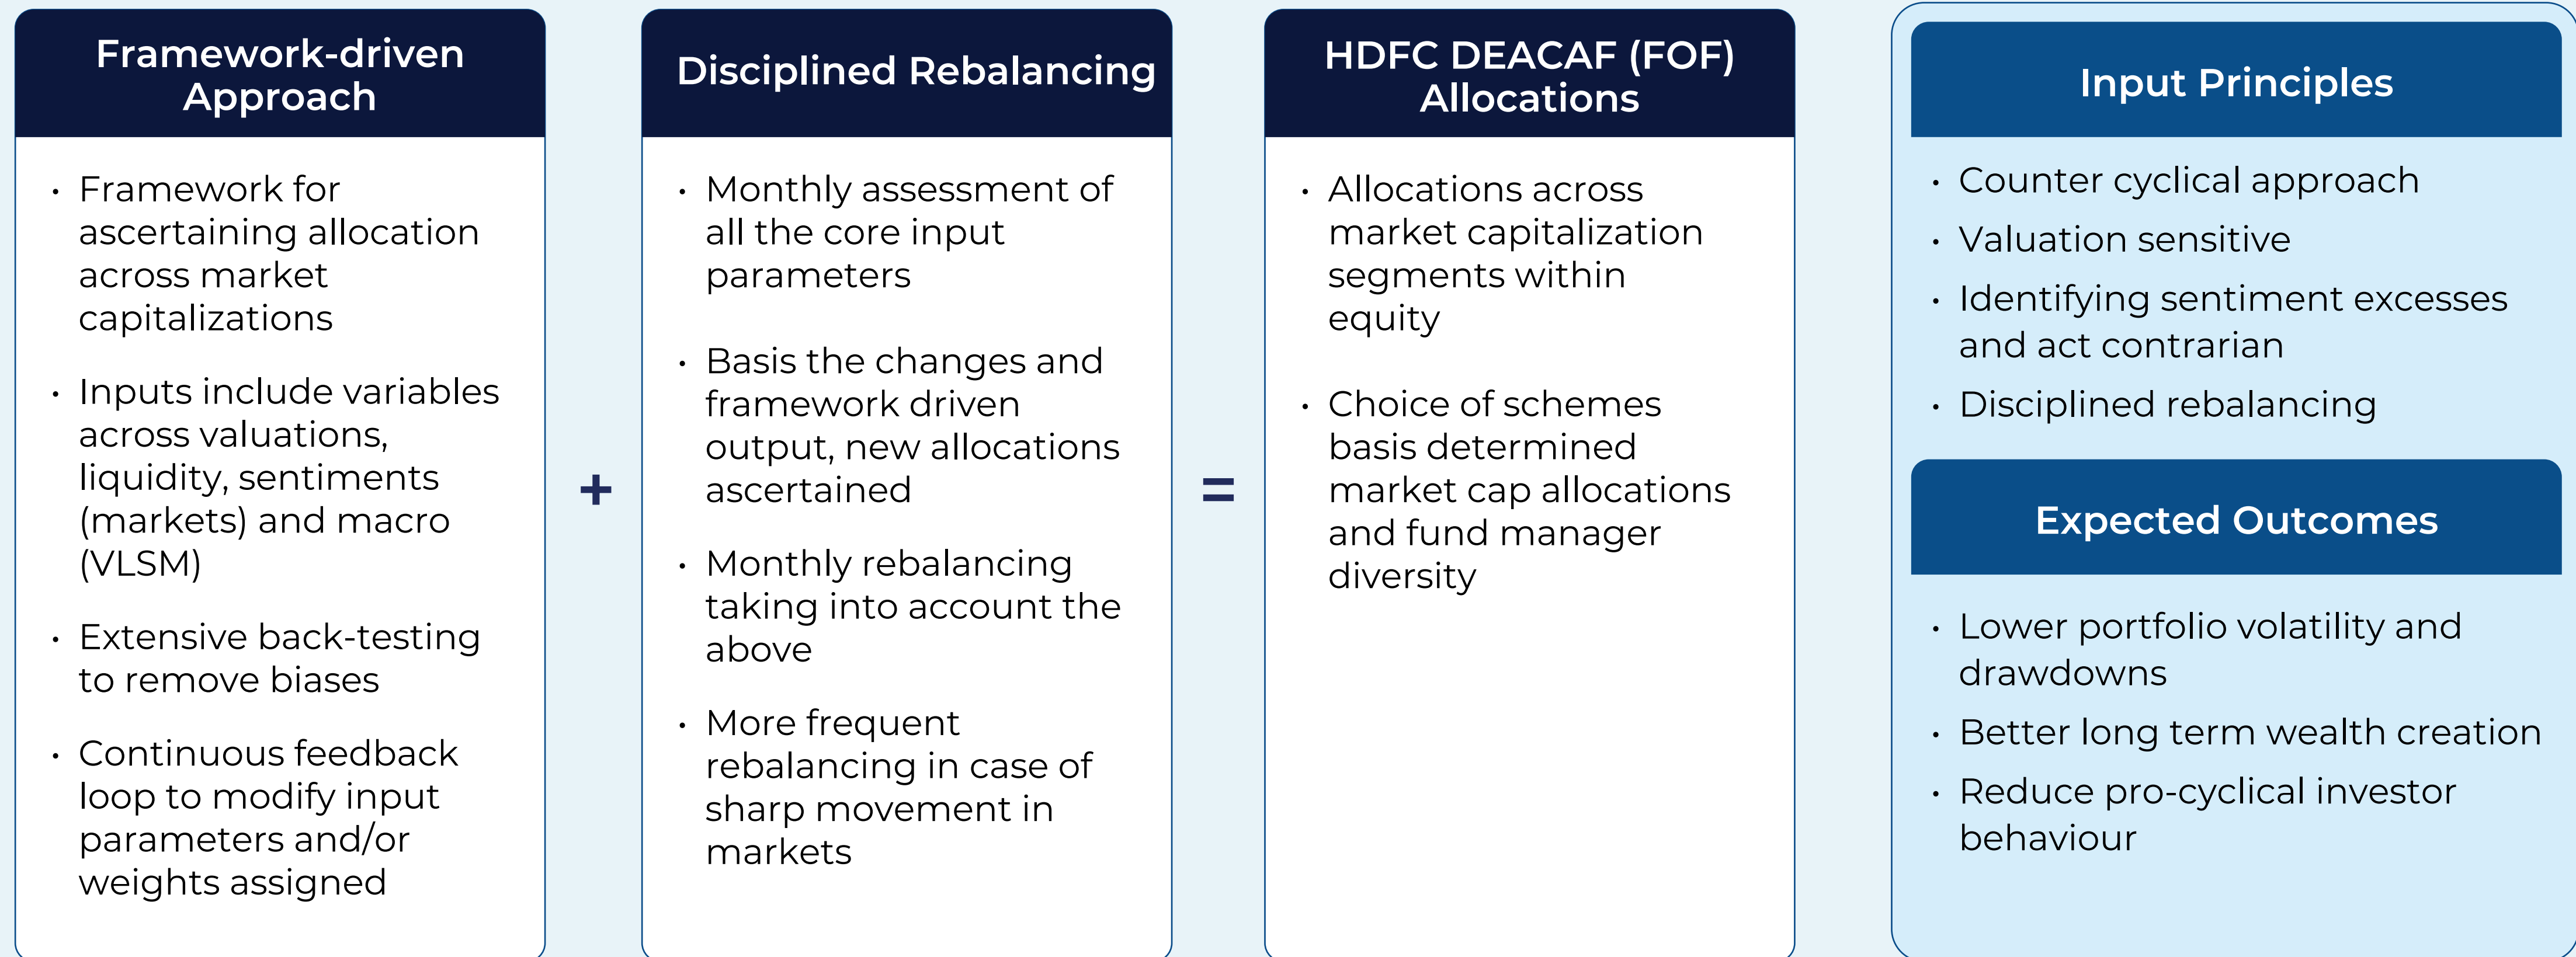 Framework-driven
Approach
• Framework for
ascertaining allocation
across market
capitalizations
• Inputs include variables
across valuations,
liquidity, sentiments
(markets) and macro
(VLSM)
• Extensive back-testing
to remove biases
• Continuous feedback
loop to modify input
parameters and/or
weights assigned
+
Disciplined Rebalancing
• Monthly assessment of
all the core input
parameters
• Basis the changes and
framework driven
output, new allocations
ascertained
• Monthly rebalancing
taking into account the
above
• More frequent
rebalancing in case of
sharp movement in
markets
=
HDFC DEACAF (FOF)
Allocations
• Allocations across
market capitalization
segments within
equity
• Choice of schemes
basis determined
market cap allocations
and fund manager
diversity
Input Principles
• Counter cyclical approach
• Valuation sensitive
• Identifying sentiment excesses
and act contrarian
• Disciplined rebalancing
Expected Outcomes
• Lower portfolio volatility and
drawdowns
• Better long term wealth creation
• Reduce pro-cyclical investor
behaviour